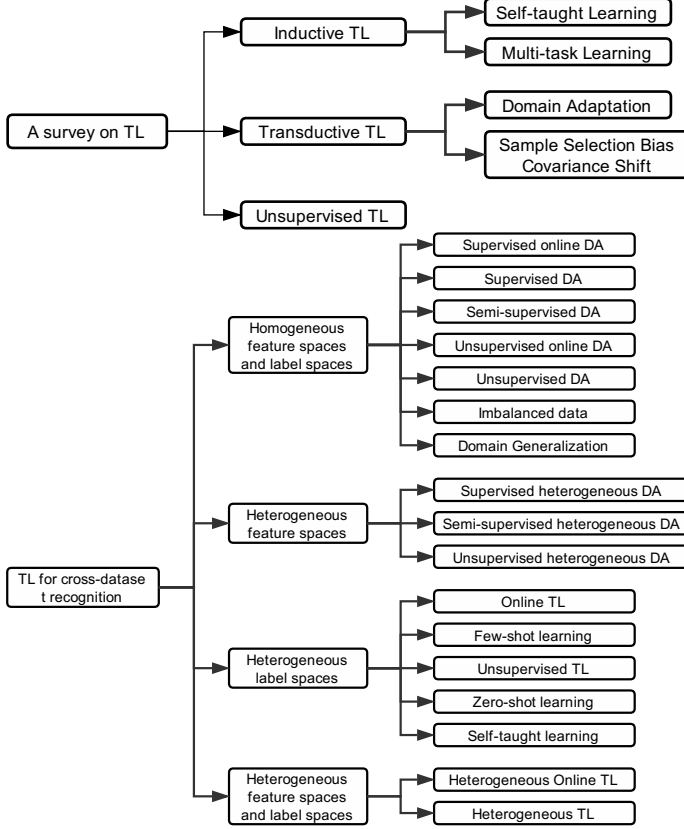 A survey on TL
Inductive TL
Self-taught Learning
Multi-task Learning
Transductive TL
Domain Adaptation
Sample Selection Bias
Covariance Shift
Unsupervised TL
TL for cross-datase
t recognition
Homogeneous
feature spaces
and label spaces
Supervised online DA
Supervised DA
Semi-supervised DA
Unsupervised online DA
Unsupervised DA
Imbalanced data
Domain Generalization
Heterogeneous
feature spaces
Supervised heterogeneous DA
Semi-supervised heterogeneous DA
Unsupervised heterogeneous DA
Heterogeneous
label spaces
Online TL
Few-shot learning
Unsupervised TL
Zero-shot learning
Self-taught learning
Heterogeneous
feature spaces
and label spaces
Heterogeneous Online TL
Heterogeneous TL